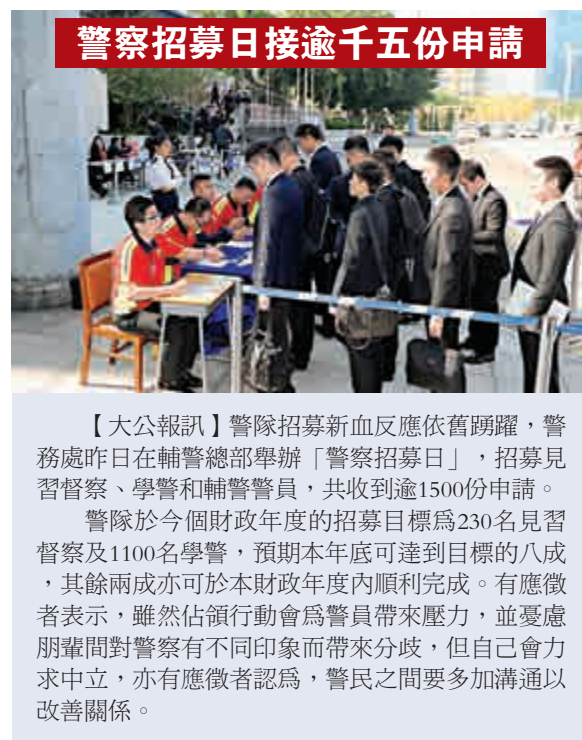 警察招募日接逾千五份申請
【大公報訊】警隊招募新血反應依舊踴躍，警
務處昨日在輔警總部舉辦「警察招募日」，招募見
習督察、學警和輔警警員，共收到逾1500份申請。
警隊於今個財政年度的招募目標爲230名見習
督察及1100名學警，預期本年底可達到目標的八成
，其餘兩成亦可於本財政年度內順利完成。有應徵
者表示，雖然佔領行動會爲警員帶來壓力，並憂慮
朋輩間對警察有不同印象而帶來分歧，但自己會力
求中立，亦有應徵者認爲，警民之間要多加溝通以
改善關係。